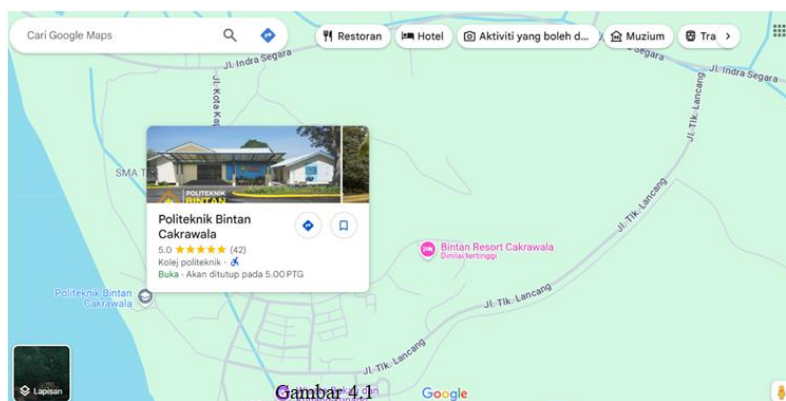 Cari Google Maps
Restoran
Hotel
Aktiviti yang boleh d...
Muzium
Tra
Jl. Indra Segara
Segara
Jl. Indra Segara
Jl. Kota Ka
Jl. Tlk. Lancang
SMA
POLITEKNIK
BINTAN
Politeknik Bintan
Cakrawala
5.0 (42)
Kolej politeknik ·
Buka · Akan ditutup pada 5.00 PTG
Jl. Tlk. Lancang
Bintan Resort Cakrawala
Dinilai tertinggi
Politeknik Bintan
Cakrawala
Jl. Tlk. Lancang
Jl. Tlk. Lancang
Lapisan
Gambar 4.1
Google